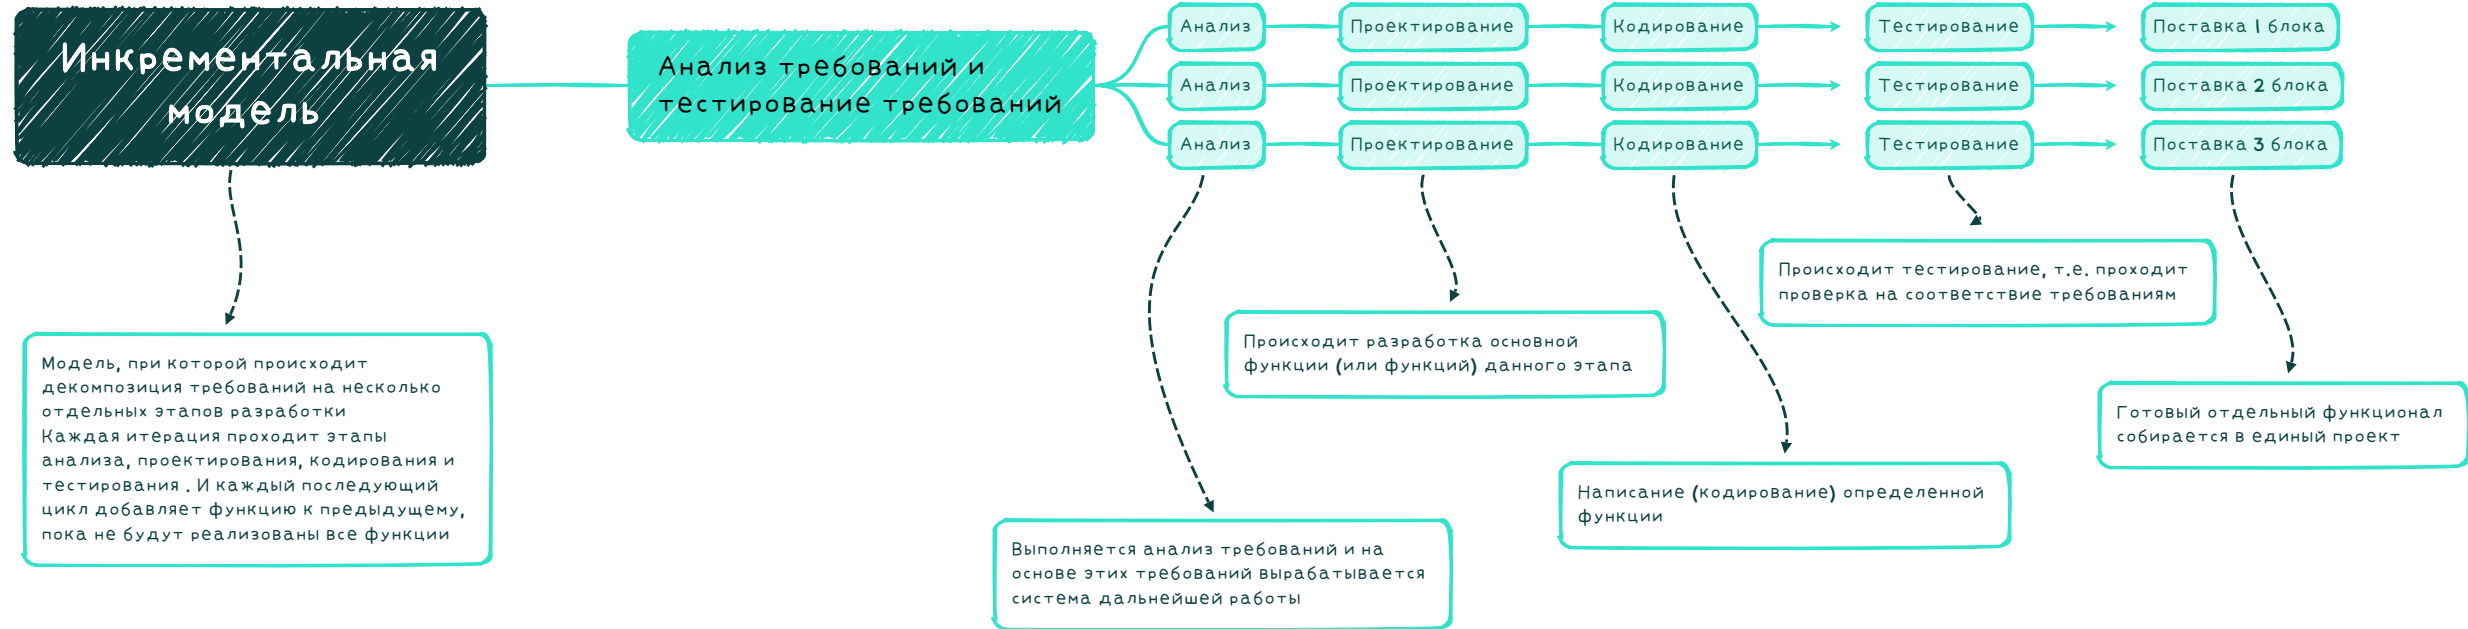 Инкрементальная
модель
Анализ требований и
тестирование требований
Анализ
Проектирование
Кодирование
Тестирование
Поставка 1 блока
Анализ
Проектирование
Кодирование
Тестирование
Поставка 2 блока
Анализ
Проектирование
Кодирование
Тестирование
Поставка 3 блока
Модель, при которой происходит
декомпозиция требований на несколько
отдельных этапов разработки
Каждая итерация проходит этапы
анализа, проектирования, кодирования и
тестирования . И каждый последующий
цикл добавляет функцию к предыдущему,
пока не будут реализованы все функции
Выполняется анализ требований и на
основе этих требований вырабатывается
система дальнейшей работы
Происходит разработка основной
функции (или функций) данного этапа
Написание (кодирование) определенной
функции
Происходит тестирование, т.е. проходит
проверка на соответствие требованиям
Готовый отдельный функционал
собирается в единый проект